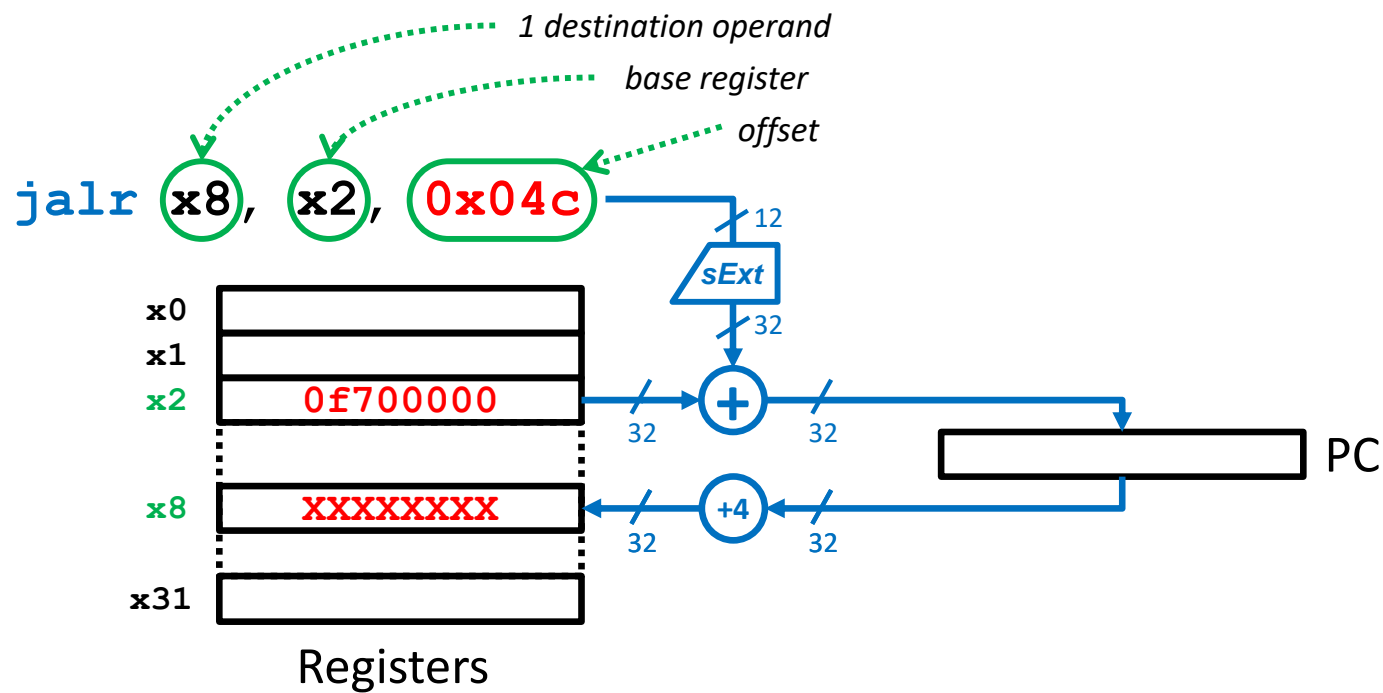 1 destination operand
base register
offset
jalr x8, x2, 0x04c
12
sExt
32
x0
x1
x2 0f700000 32 + 32
PC
x8 XXXXXXXX 32 +4 32
x31
Registers